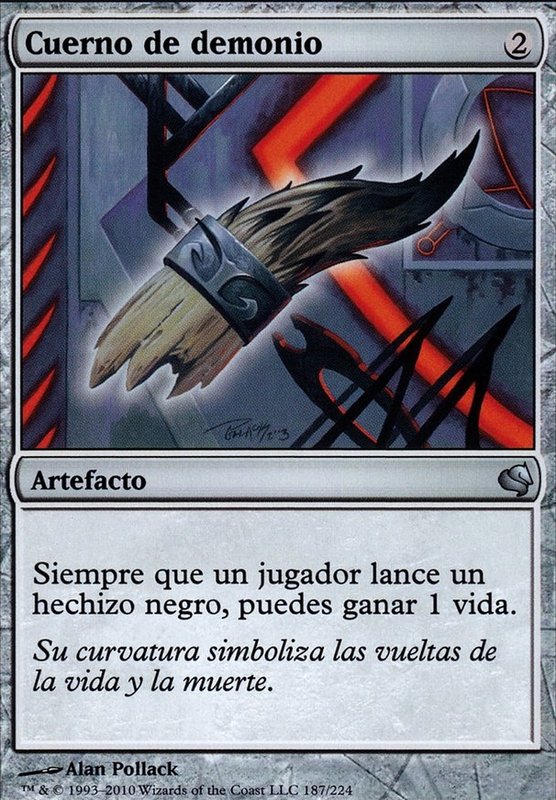 Cuerno de demonio 2
Artefacto
Siempre que un jugador lance un
hechizo negro, puedes ganar 1 vida.
Su curvatura simboliza las vueltas de
la vida y la muerte.
Alan Pollack
™ & © 1993–2010 Wizards of the Coast LLC 187/224